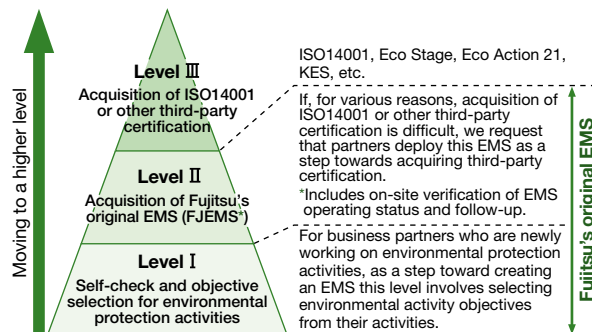 Moving to a higher level
Level Ⅲ
Acquisition of ISO14001
or other third-party
certification
Level Ⅱ
Acquisition of Fujitsu's
original EMS (FJEMS*)
Level Ⅰ
Self-check and objective
selection for environmental
protection activities
ISO14001, Eco Stage, Eco Action 21,
KES, etc.
If, for various reasons, acquisition of
ISO14001 or other third-party
certification is difficult, we request
that partners deploy this EMS as a
step towards acquiring third-party
certification.
*Includes on-site verification of EMS
operating status and follow-up.
For business partners who are newly
working on environmental protection
activities, as a step toward creating
an EMS this level involves selecting
environmental activity objectives
from their activities.
Fujitsu's original EMS